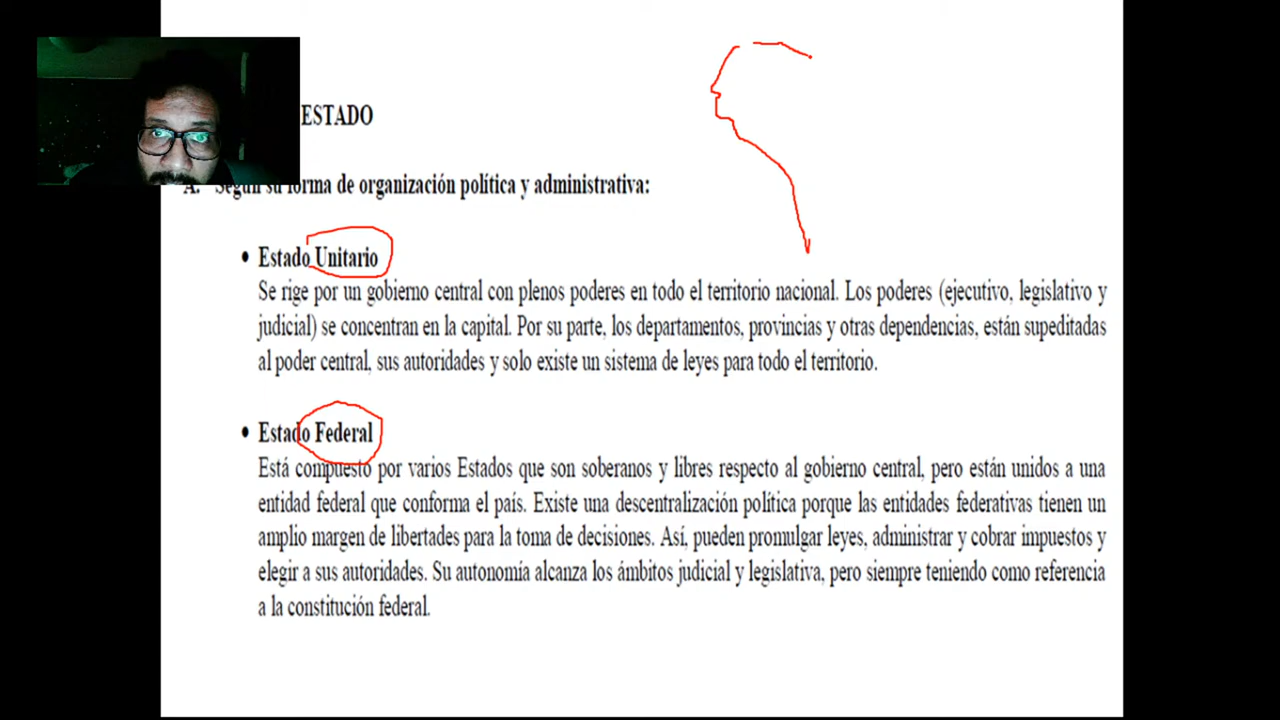 ESTADO
A. Según su forma de organización política y administrativa:
• Estado Unitario
Se rige por un gobierno central con plenos poderes en todo el territorio nacional. Los poderes (ejecutivo, legislativo y
judicial) se concentran en la capital. Por su parte, los departamentos, provincias y otras dependencias, están supeditadas
al poder central, sus autoridades y solo existe un sistema de leyes para todo el territorio.
• Estado Federal
Está compuesto por varios Estados que son soberanos y libres respecto al gobierno central, pero están unidos a una
entidad federal que conforma el país. Existe una descentralización política porque las entidades federativas tienen un
amplio margen de libertades para la toma de decisiones. Así, pueden promulgar leyes, administrar y cobrar impuestos y
elegir a sus autoridades. Su autonomía alcanza los ámbitos judicial y legislativa, pero siempre teniendo como referencia
a la constitución federal.